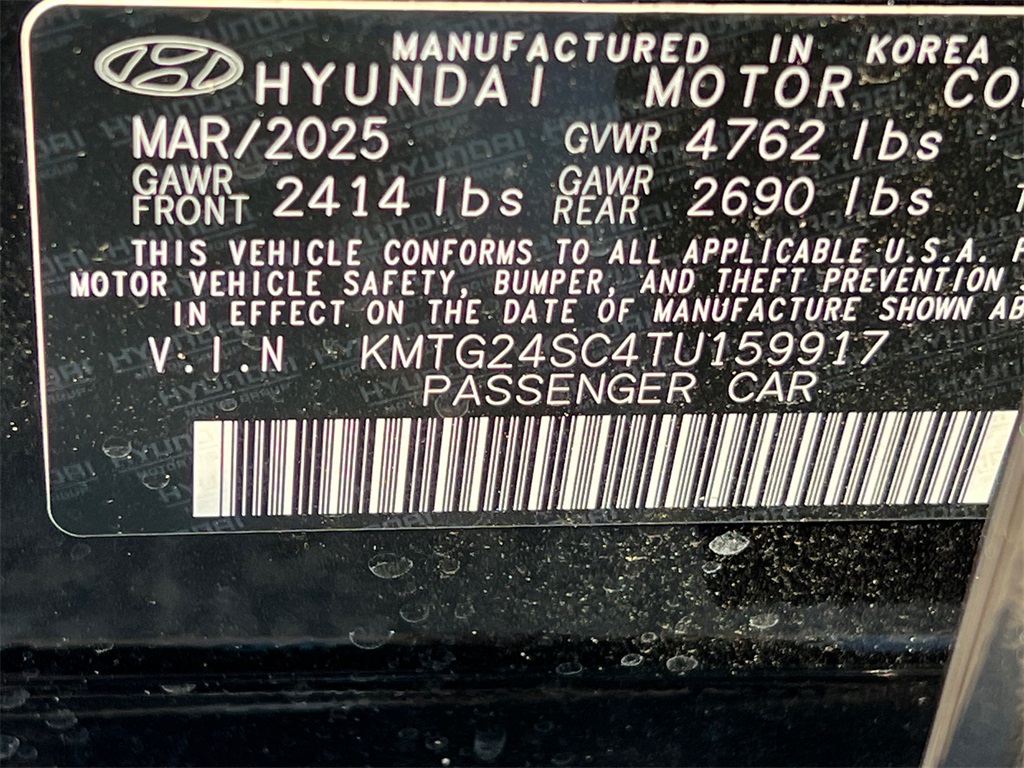 MANUFACTURED IN KOREA
HYUNDAI MOTOR CO
MAR/2025 GVWR 4762 lbs
GAWR FRONT 2414 lbs GAWR REAR 2690 lbs
THIS VEHICLE CONFORMS TO ALL APPLICABLE U.S.A.
MOTOR VEHICLE SAFETY, BUMPER, AND THEFT PREVENTION
IN EFFECT ON THE DATE OF MANUFACTURE SHOWN AB
V.I.N KMTG24SC4TU159917
PASSENGER CAR